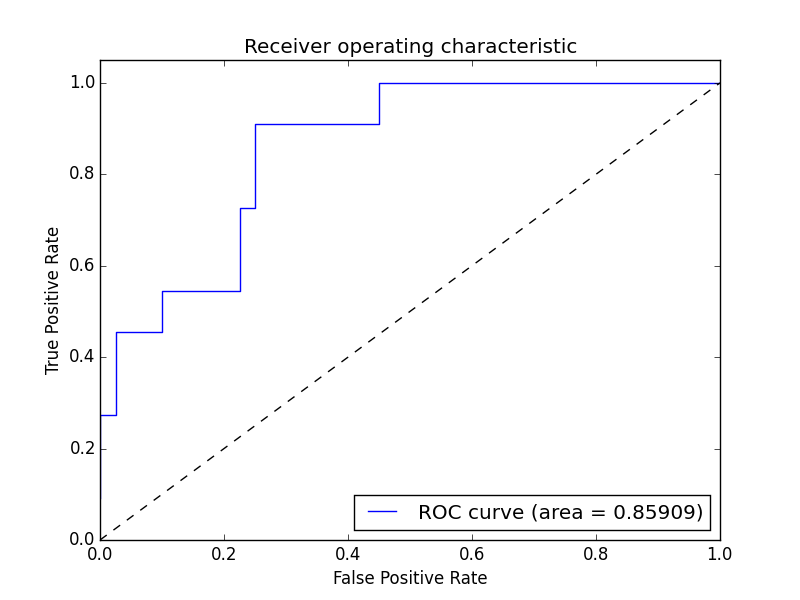 Receiver operating characteristic
1.0
0.8
0.6
0.4
0.2
0.0
True Positive Rate
ROC curve (area = 0.85909)
0.0 0.2 0.4 0.6 0.8 1.0
False Positive Rate